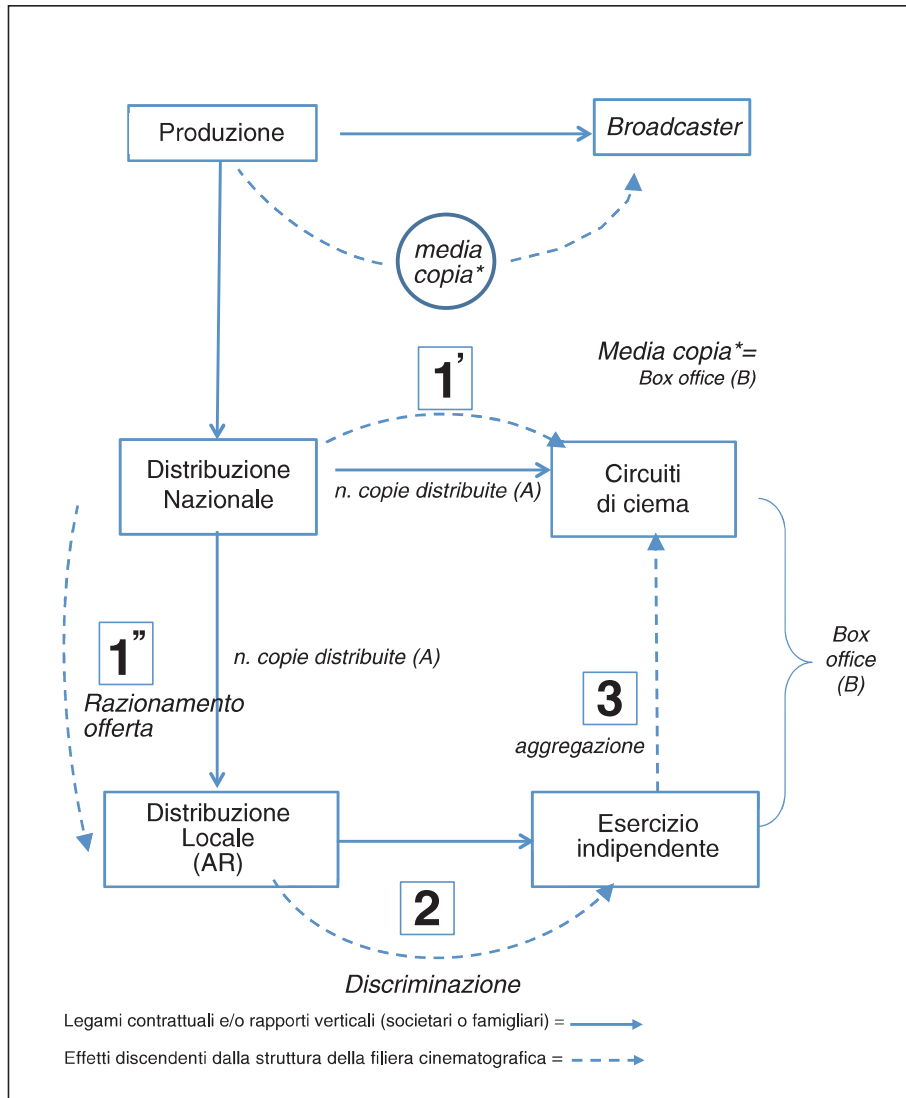 Produzione
Broadcaster
media
copia*
1’
Media copia*=
Box office (B)
Distribuzione
Nazionale
n. copie distribuite (A)
Circuiti
di ciema
1”
n. copie distribuite (A)
Razionamento
offerta
3
aggregazione
Box
office
(B)
Distribuzione
Locale
(AR)
Esercizio
indipendente
2
Discriminazione
Legami contrattuali e/o rapporti verticali (societari o famigliari) =
Effetti discendenti dalla struttura della filiera cinematografica =